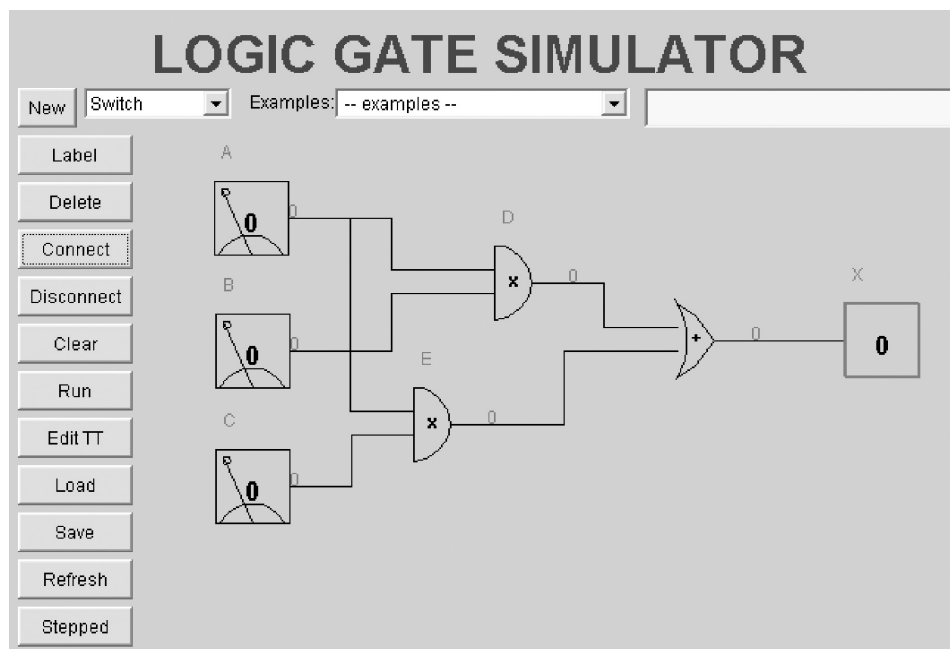 LOGIC GATE SIMULATOR
New Switch Examples: -- examples --
Label
Delete
Connect
Disconnect
Clear
Run
Edit TT
Load
Save
Refresh
Stepped
A
0 0
B
0 0
C
0 0
D
x 0
E
x 0
+ 0
X
0